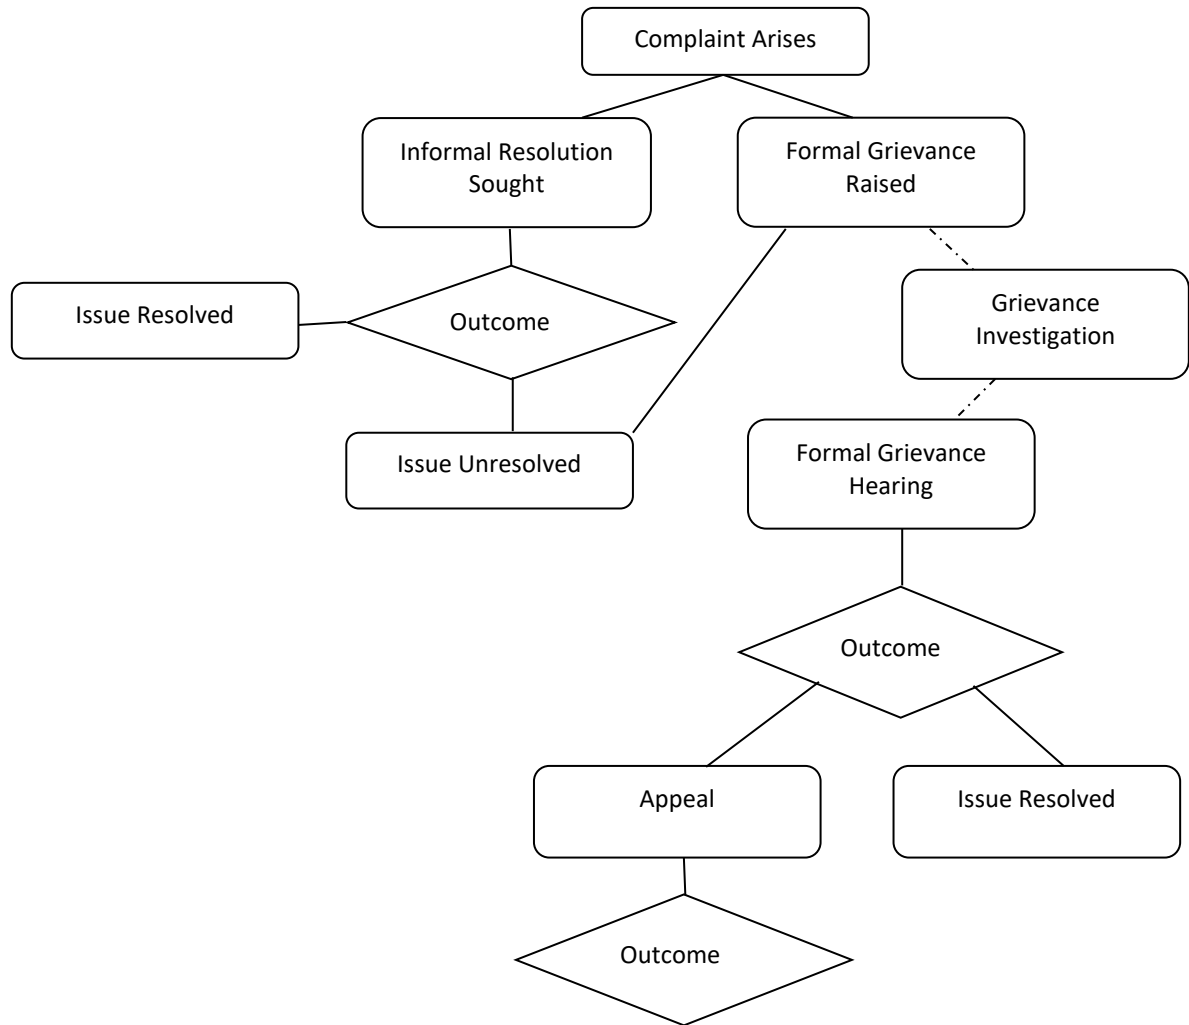 Complaint Arises
Informal Resolution
Sought
Formal Grievance
Raised
Issue Resolved
Outcome
Grievance
Investigation
Issue Unresolved
Formal Grievance
Hearing
Outcome
Appeal
Issue Resolved
Outcome